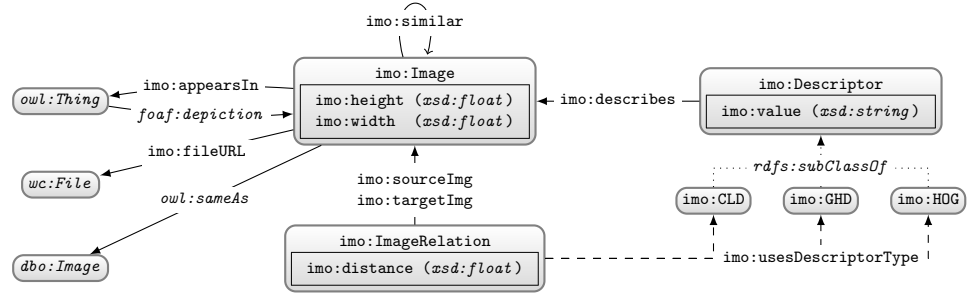 imo:similar
imo:Image
imo:height (xsd:float)
imo:width (xsd:float)
imo:appearsIn
owl:Thing
foaf:depiction
imo:fileURL
wc:File
owl:sameAs
dbo:Image
imo:describes
imo:Descriptor
imo:value (xsd:string)
rdfs:subClassOf
imo:CLD
imo:GHD
imo:HOG
imo:sourceImg
imo:targetImg
imo:ImageRelation
imo:distance (xsd:float)
imo:usesDescriptorType